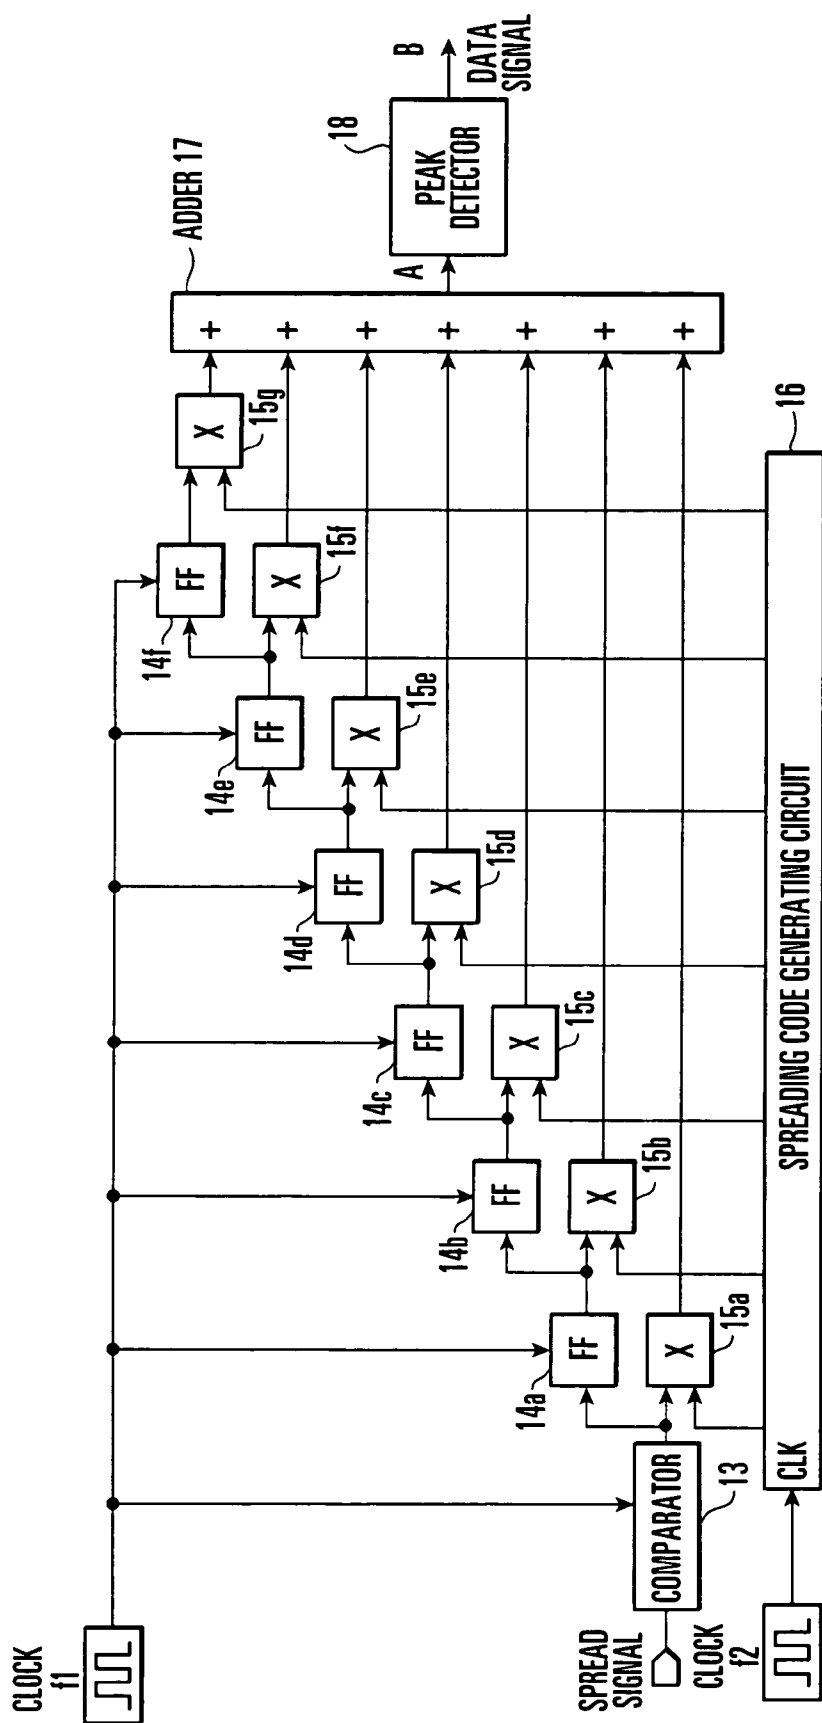 CLOCK
f1
SPREAD
SIGNAL
CLOCK
f2
COMPARATOR
13
CLK
SPREADING CODE GENERATING CIRCUIT
16
14a
FF
X
15a
14b
FF
X
15b
14c
FF
X
15c
14d
FF
X
15d
14e
FF
X
15e
14f
FF
X
15f
X
15g
ADDER 17
+
+
+
+
+
+
+
A
PEAK
DETECTOR
18
B
DATA
SIGNAL